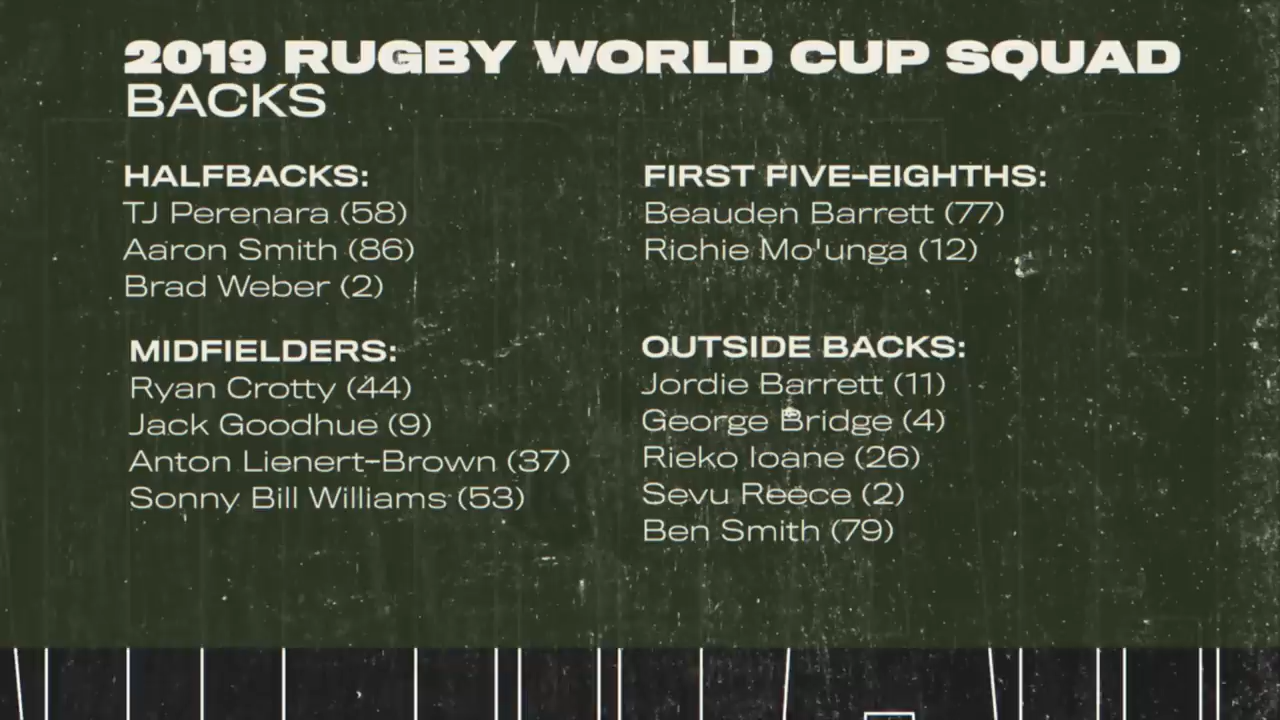 2019 RUGBY WORLD CUP SQUAD
BACKS
HALFBACKS:
TJ Perenara (58)
Aaron Smith (86)
Brad Weber (2)
MIDFIELDERS:
Ryan Crotty (44)
Jack Goodhue (9)
Anton Lienert-Brown (37)
Sonny Bill Williams (53)
FIRST FIVE-EIGHTHS:
Beauden Barrett (77)
Richie Mo'unga (12)
OUTSIDE BACKS:
Jordie Barrett (11)
George Bridge (4)
Rieko Ioane (26)
Sevu Reece (2)
Ben Smith (79)